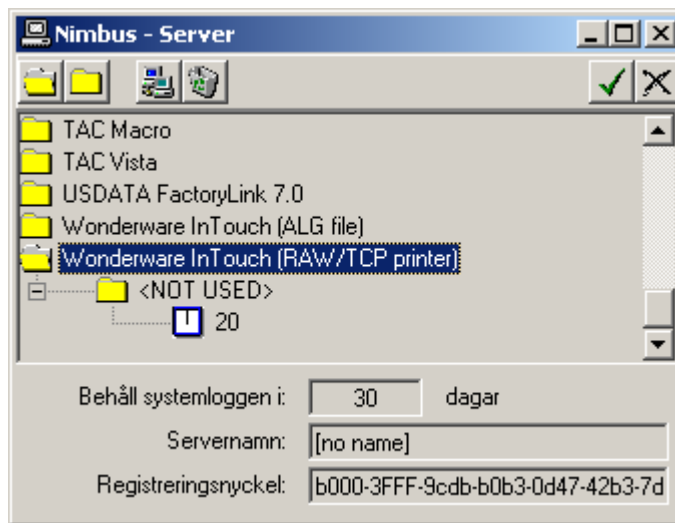 Nimbus - Server
TAC Macro
TAC Vista
USDATA FactoryLink 7.0
Wonderware InTouch (ALG file)
Wonderware InTouch (RAW/TCP printer)
<NOT USED>
20
Behåll systemloggen i: 30 dagar
Servernamn: [no name]
Registreringsnyckel: b000-3FFF-9cdb-b0b3-0d47-42b3-7d